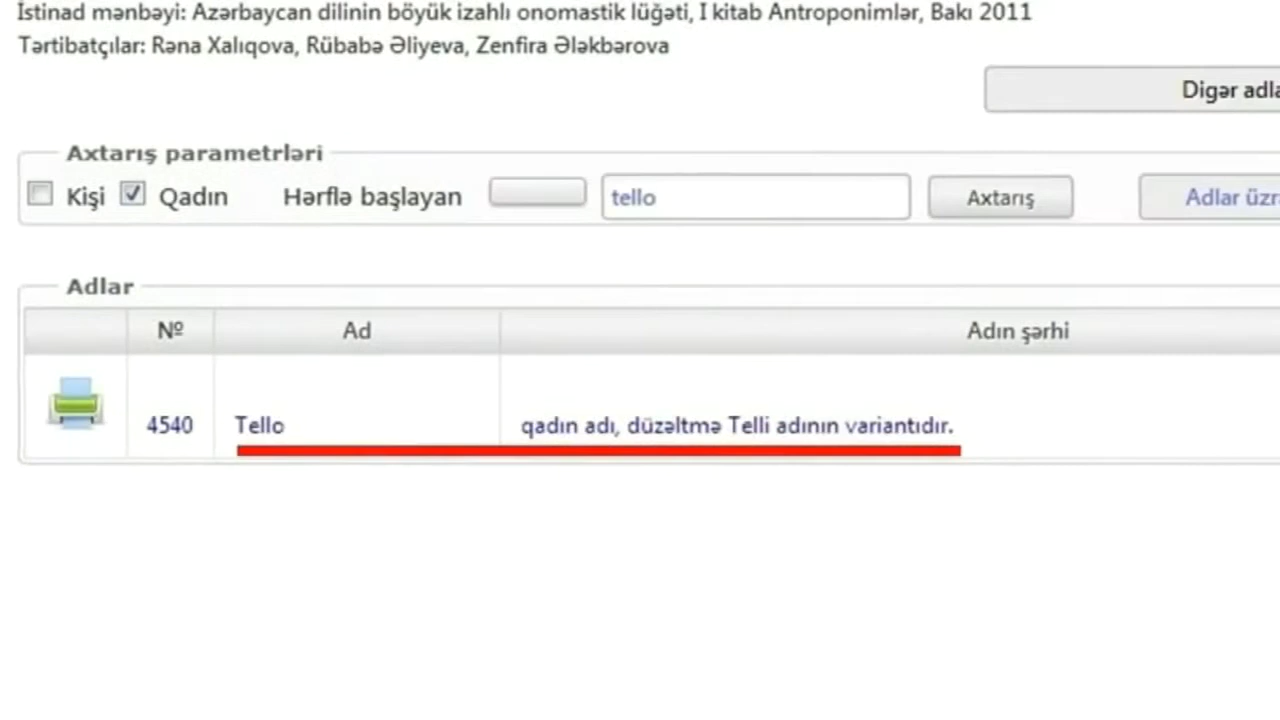 İstinad mənbəyi: Azərbaycan dilinin böyük izahlı onomastik lüğəti, I kitab Antroponimlər, Bakı 2011
Tərtibatçılar: Rəna Xalıqova, Rübabə Əliyeva, Zenfira Ələkbərova
Digər adla
Axtarış parametrləri
Kişi Qadın Hərflə başlayan tello Axtarış Adlar üzrə
Adlar
Nº Ad Adın şərhi
4540 Tello qadın adı, düzəltmə Telli adının variantıdır.